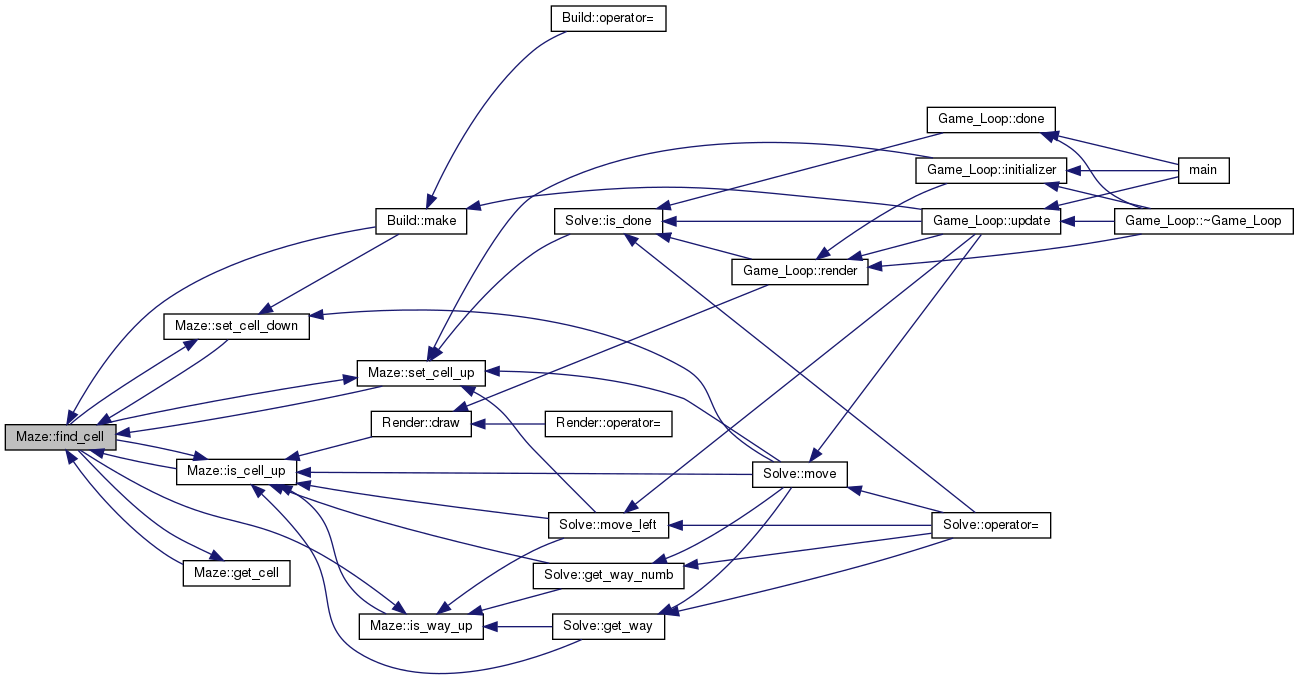 Build::operator=
Game_Loop::done
Game_Loop::initializer
main
Build::make
Solve::is_done
Game_Loop::update
Game_Loop::~Game_Loop
Game_Loop::render
Maze::set_cell_down
Maze::set_cell_up
Render::draw
Render::operator=
Maze::find_cell
Maze::is_cell_up
Solve::move
Solve::move_left
Solve::operator=
Maze::get_cell
Solve::get_way_numb
Maze::is_way_up
Solve::get_way